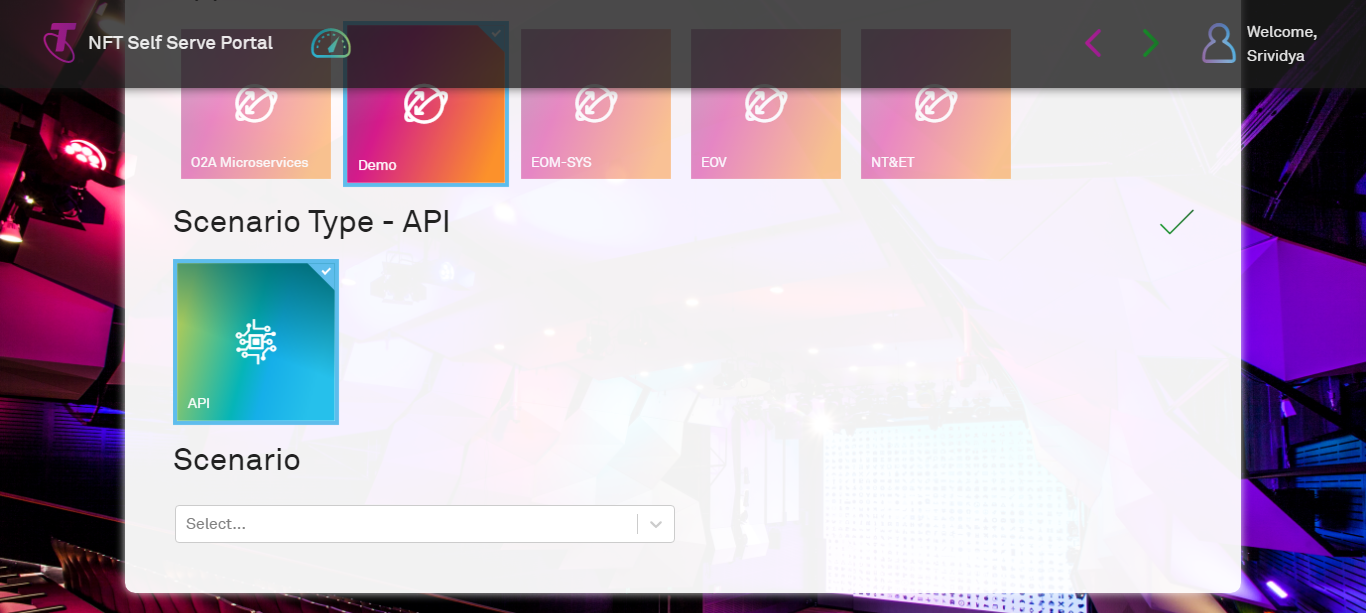 NFT Self Serve Portal
Welcome,
Srividya
O2A Microservices
Demo
EOM-SYS
EOV
NT&ET
Scenario Type - API
API
Scenario
Select...